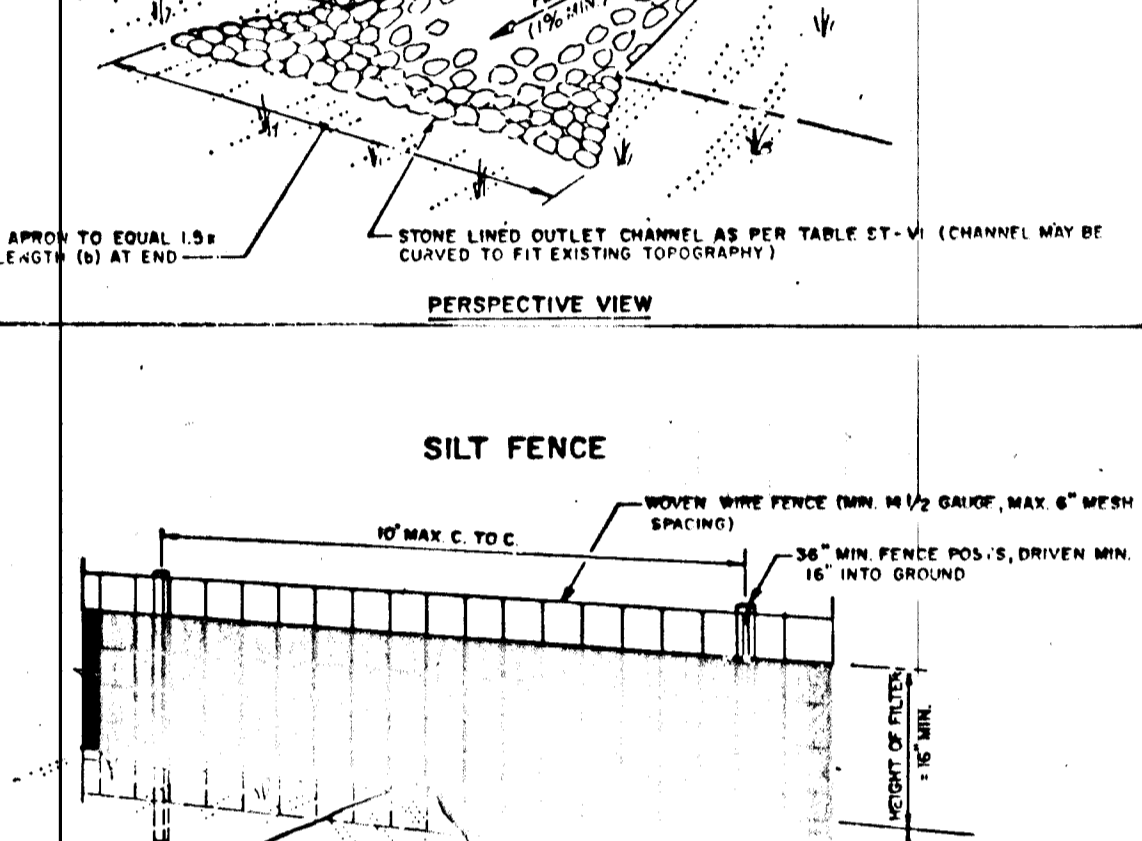 (1% MIN.)
APRON TO EQUAL 1.5 x
LENGTH (b) AT END
STONE LINED OUTLET CHANNEL AS PER TABLE ST-VI (CHANNEL MAY BE
CURVED TO FIT EXISTING TOPOGRAPHY)
PERSPECTIVE VIEW
SILT FENCE
WOVEN WIRE FENCE (MIN. 14 1/2 GAUGE, MAX. 6" MESH
SPACING)
10' MAX. C. TO C.
36" MIN. FENCE POSTS, DRIVEN MIN.
16" INTO GROUND
HEIGHT OF FILTER
= 16" MIN.